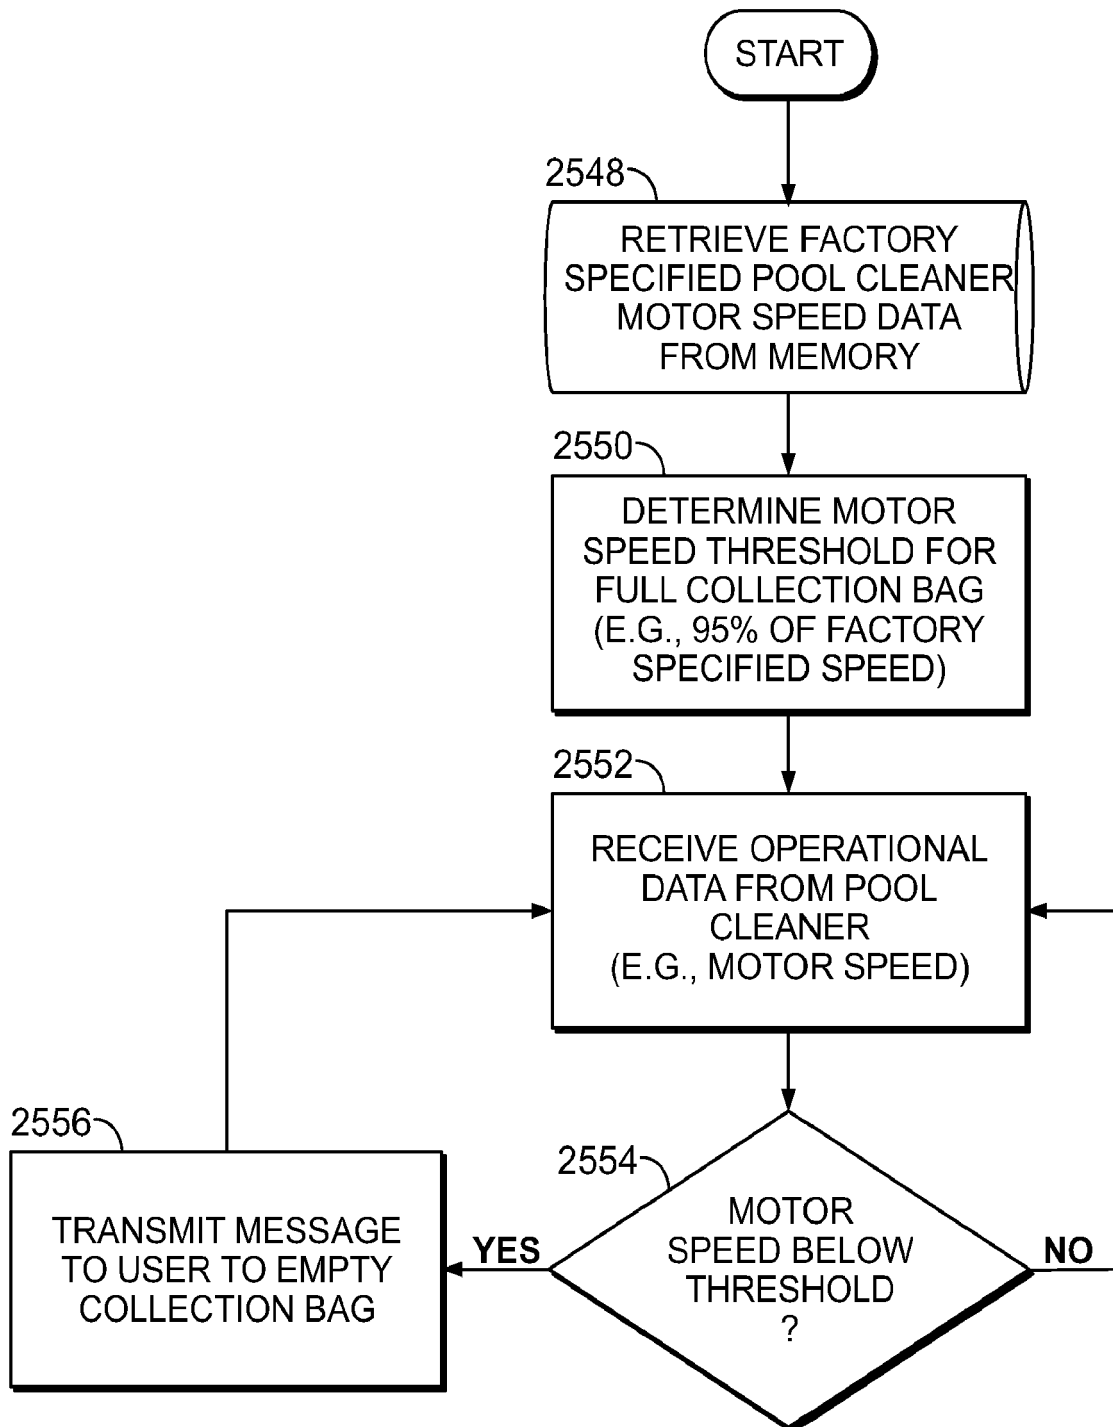 START
2548
RETRIEVE FACTORY
SPECIFIED POOL CLEANER
MOTOR SPEED DATA
FROM MEMORY
2550
DETERMINE MOTOR
SPEED THRESHOLD FOR
FULL COLLECTION BAG
(E.G., 95% OF FACTORY
SPECIFIED SPEED)
2552
RECEIVE OPERATIONAL
DATA FROM POOL
CLEANER
(E.G., MOTOR SPEED)
2554
MOTOR
SPEED BELOW
THRESHOLD
?
YES
NO
2556
TRANSMIT MESSAGE
TO USER TO EMPTY
COLLECTION BAG